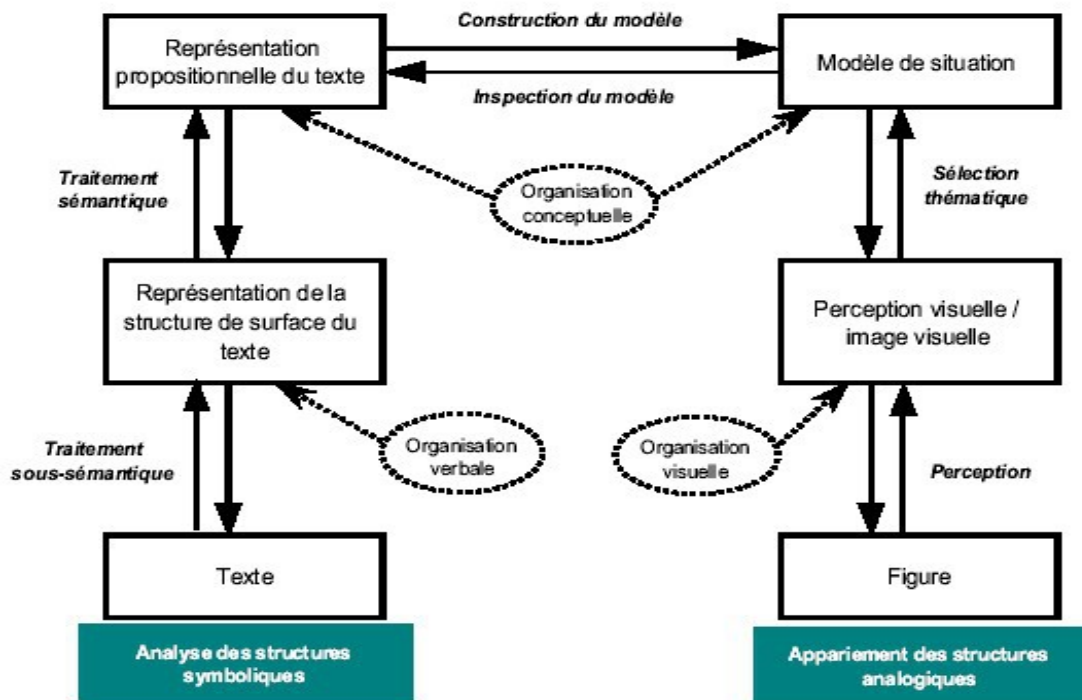 Construction du modèle
Représentation
propositionnelle du texte
Modèle de situation
Inspection du modèle
Traitement
sémantique
Organisation
conceptuelle
Sélection
thématique
Représentation de la
structure de surface du
texte
Perception visuelle /
image visuelle
Traitement
sous-sémantique
Organisation
verbale
Organisation
visuelle
Perception
Texte
Figure
Analyse des structures
symboliques
Appariement des structures
analogiques